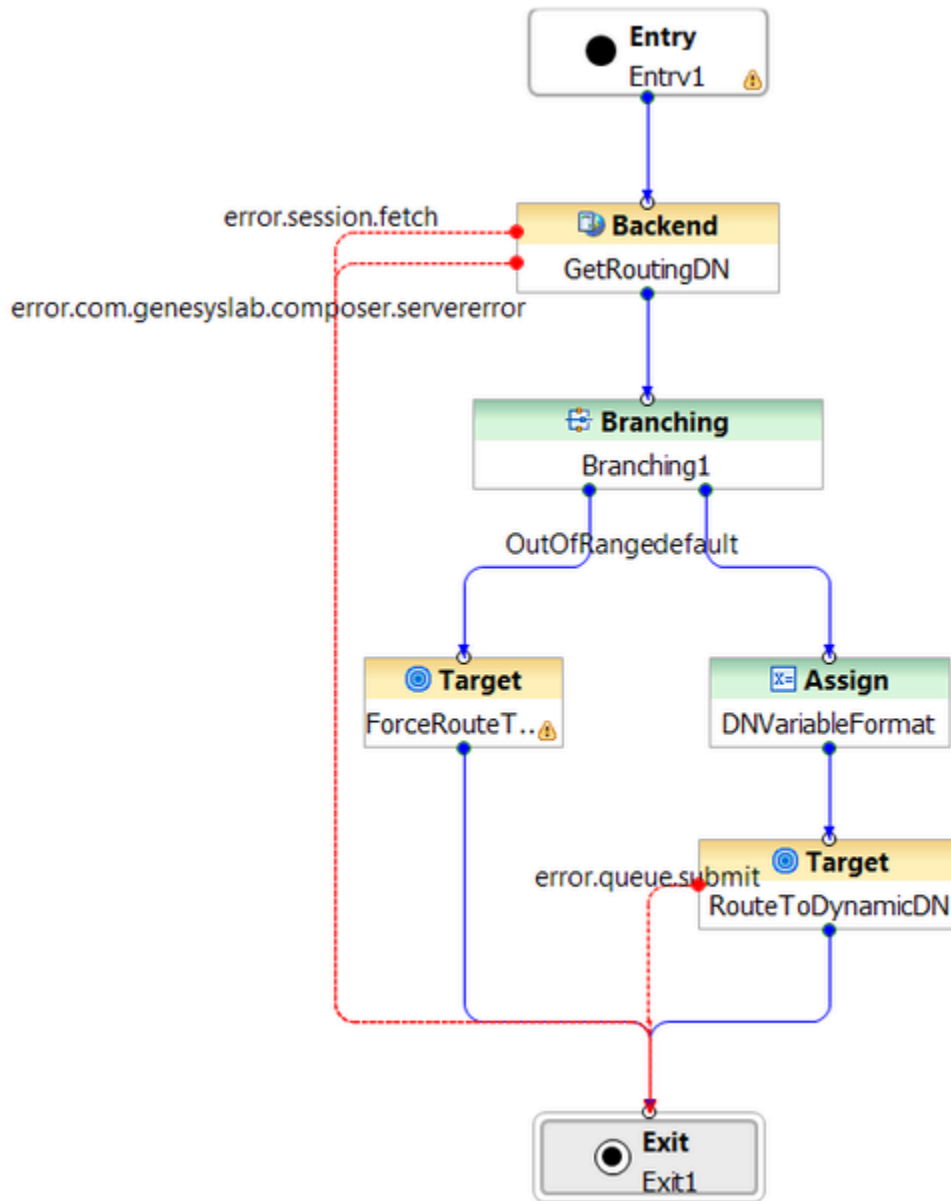 Entry
Entry1
error.session.fetch
Backend
GetRoutingDN
error.com.genesyslab.composer.servererror
Branching
Branching1
OutOfRangedefault
Target
ForceRouteT...
Assign
DNVariableFormat
Target
error.queue.submit
RouteToDynamicDN
Exit
Exit1